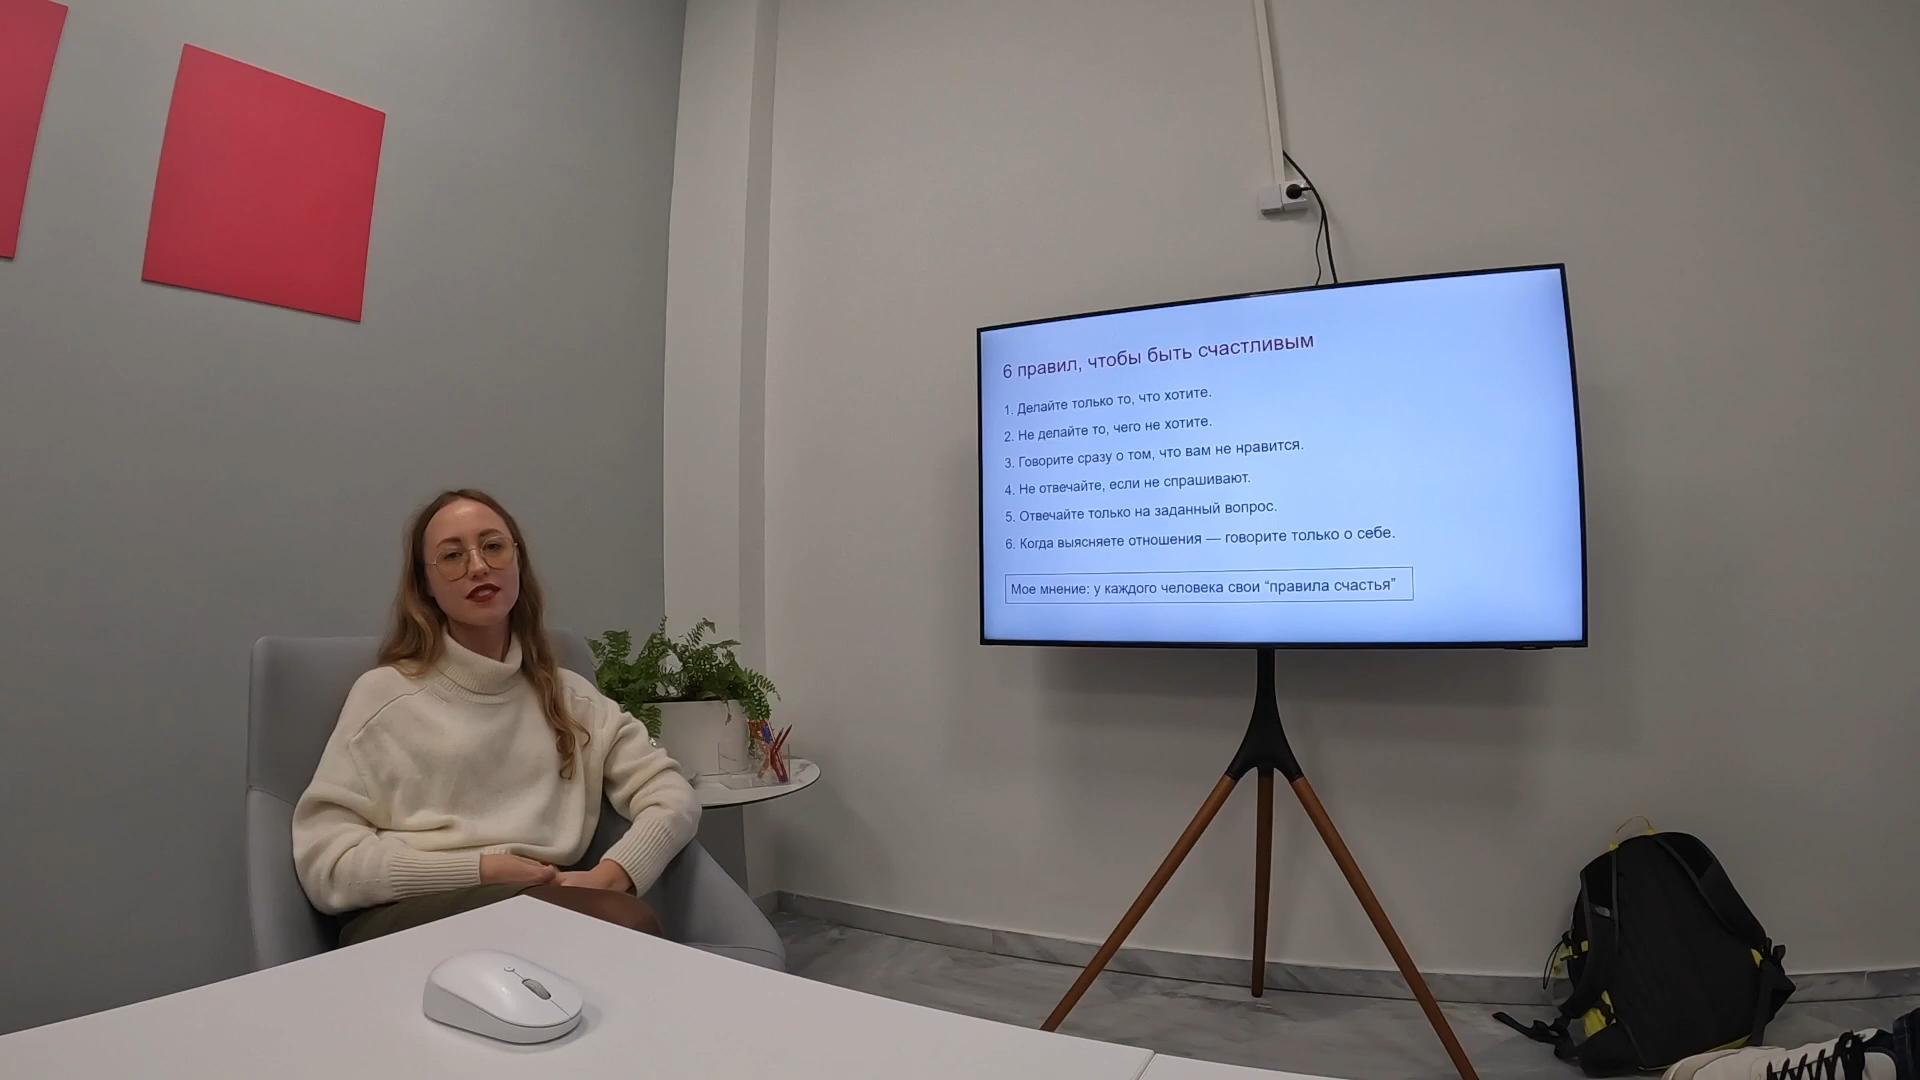 6 правил, чтобы быть счастливым
1. Делайте только то, что хотите.
2. Не делайте то, чего не хотите.
3. Говорите сразу о том, что вам не нравится.
4. Не отвечайте, если не спрашивают.
5. Отвечайте только на заданный вопрос.
6. Когда выясняете отношения — говорите только о себе.
Мое мнение: у каждого человека свои “правила счастья”